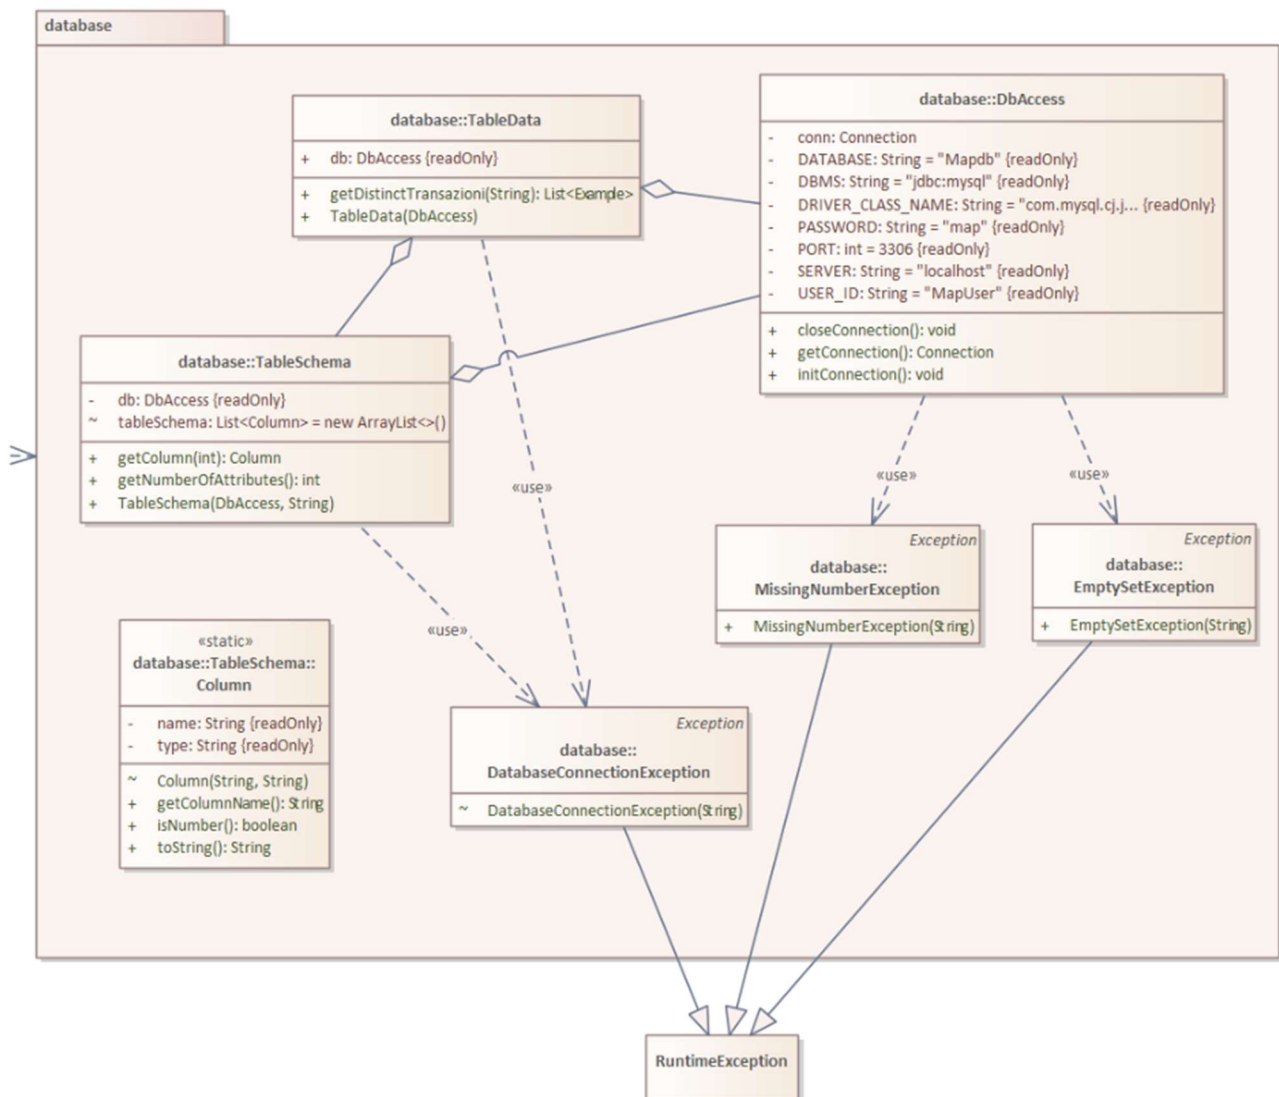 database
database::TableData
+ db: DbAccess {readOnly}
+ getDistinctTransazioni(String): List<Example>
+ TableData(DbAccess)
database::DbAccess
- conn: Connection
- DATABASE: String = "Mapdb" {readOnly}
- DBMS: String = "jdbc:mysql" {readOnly}
- DRIVER_CLASS_NAME: String = "com.mysql.cj.j... {readOnly}
- PASSWORD: String = "map" {readOnly}
- PORT: int = 3306 {readOnly}
- SERVER: String = "localhost" {readOnly}
- USER_ID: String = "MapUser" {readOnly}
+ closeConnection(): void
+ getConnection(): Connection
+ initConnection(): void
database::TableSchema
- db: DbAccess {readOnly}
~ tableSchema: List<Column> = new ArrayList<>()
+ getColumn(int): Column
+ getNumberOfAttributes(): int
+ TableSchema(DbAccess, String)
«use»
«use»
«use»
«use»
Exception
database::
MissingNumberException
+ MissingNumberException(String)
Exception
database::
EmptySetException
+ EmptySetException(String)
«static»
database::TableSchema::
Column
- name: String {readOnly}
- type: String {readOnly}
~ Column(String, String)
+ getColumnName(): String
+ isNumber(): boolean
+ toString(): String
Exception
database::
DatabaseConnectionException
~ DatabaseConnectionException(String)
RuntimeException